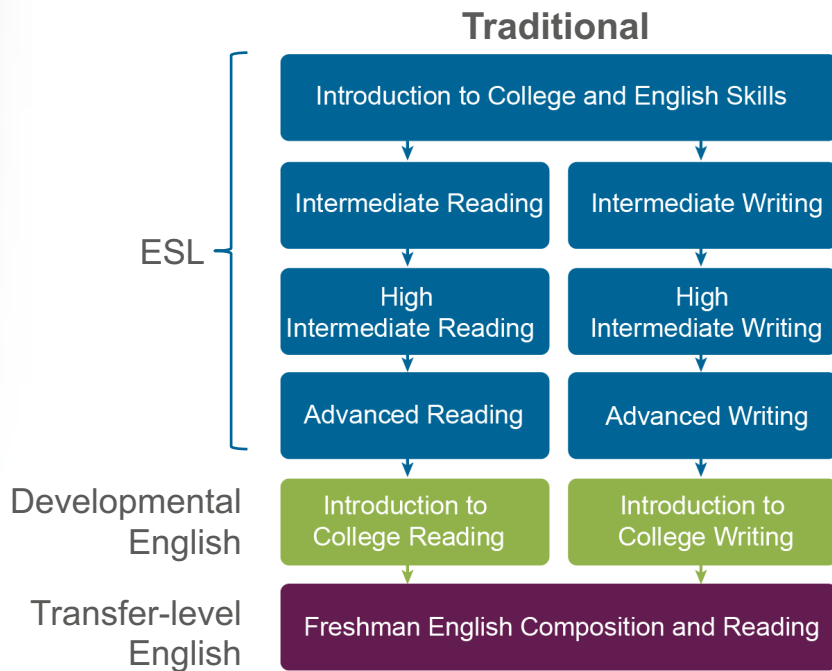 Traditional
Introduction to College and English Skills
ESL
Intermediate Reading
Intermediate Writing
High
Intermediate Reading
High
Intermediate Writing
Advanced Reading
Advanced Writing
Developmental
English
Introduction to
College Reading
Introduction to
College Writing
Transfer-level
English
Freshman English Composition and Reading